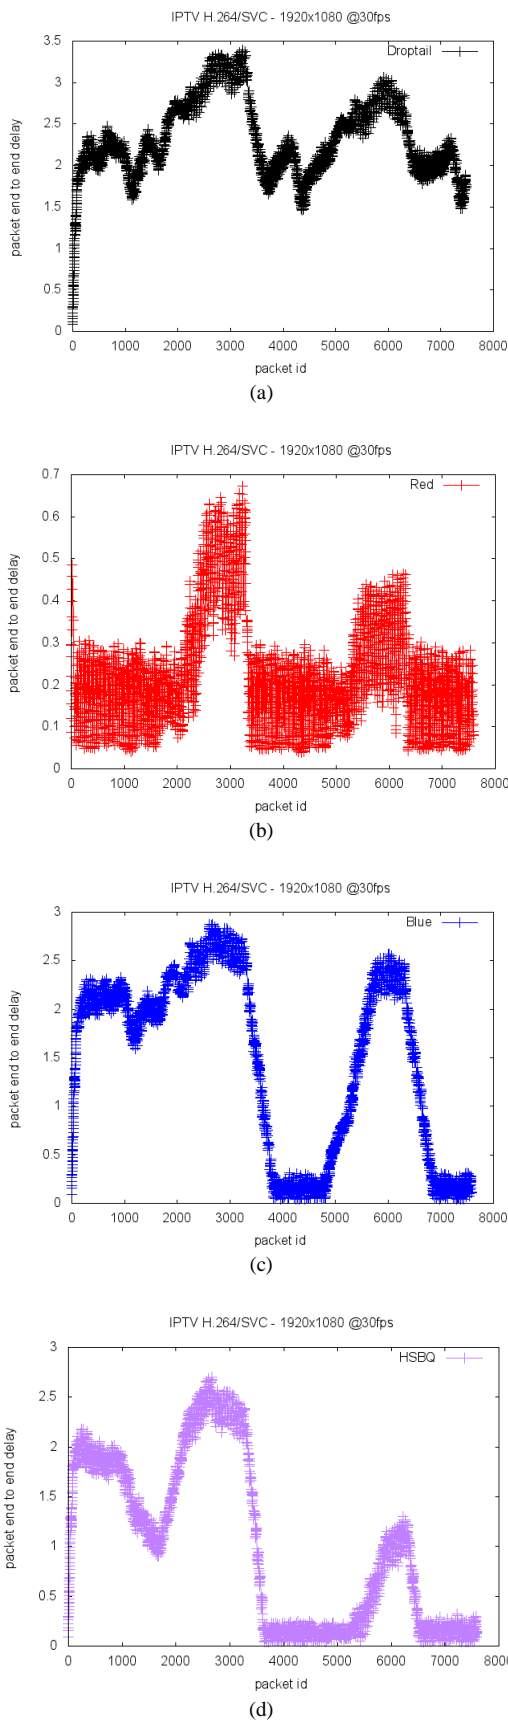 IPTV H.264/SVC - 1920x1080 @30fps
3.5
Droptail
3
2.5
2
1.5
1
0.5
0
packet end to end delay
0 1000 2000 3000 4000 5000 6000 7000 8000
packet id
(a)
IPTV H.264/SVC - 1920x1080 @30fps
0.7
Red
0.6
0.5
0.4
0.3
0.2
0.1
0
packet end to end delay
0 1000 2000 3000 4000 5000 6000 7000 8000
packet id
(b)
IPTV H.264/SVC - 1920x1080 @30fps
3
Blue
2.5
2
1.5
1
0.5
0
packet end to end delay
0 1000 2000 3000 4000 5000 6000 7000 8000
packet id
(c)
IPTV H.264/SVC - 1920x1080 @30fps
3
HSBQ
2.5
2
1.5
1
0.5
0
packet end to end delay
0 1000 2000 3000 4000 5000 6000 7000 8000
packet id
(d)